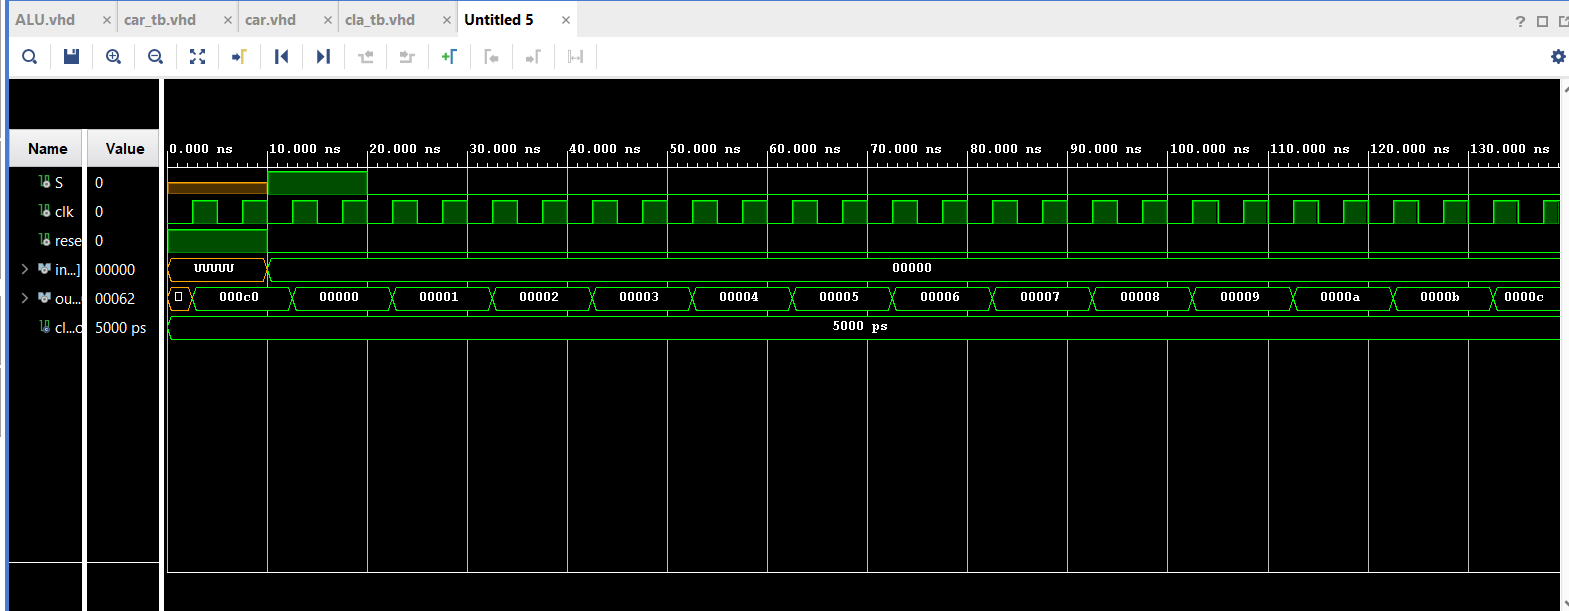 ALU.vhd × car_tb.vhd × car.vhd × cla_tb.vhd × Untitled 5 ×
?
Name Value
0.000 ns 10.000 ns 20.000 ns 30.000 ns 40.000 ns 50.000 ns 60.000 ns 70.000 ns 80.000 ns 90.000 ns 100.000 ns 110.000 ns 120.000 ns 130.000 ns
S 0
clk 0
rese 0
in...] 00000 UUUUU 00000
ou... 00062 000c0 00000 00001 00002 00003 00004 00005 00006 00007 00008 00009 0000a 0000b 0000c
cl...o 5000 ps 5000 ps